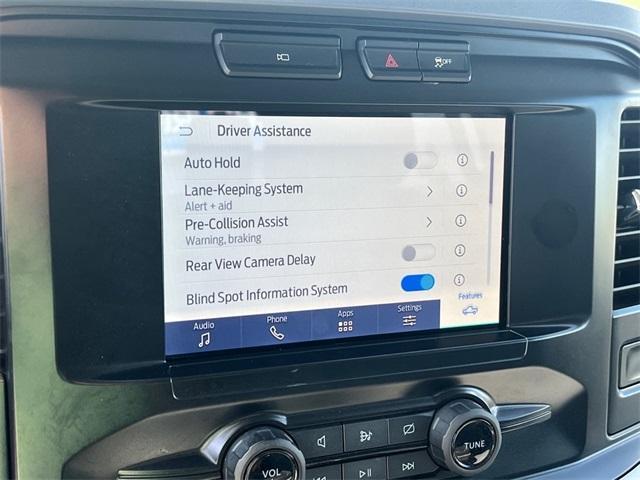 OFF
Driver Assistance
Auto Hold
Lane-Keeping System
Alert + aid
Pre-Collision Assist
Warning, braking
Rear View Camera Delay
Blind Spot Information System
Audio
Phone
Apps
Settings
Features
VOL
TUNE